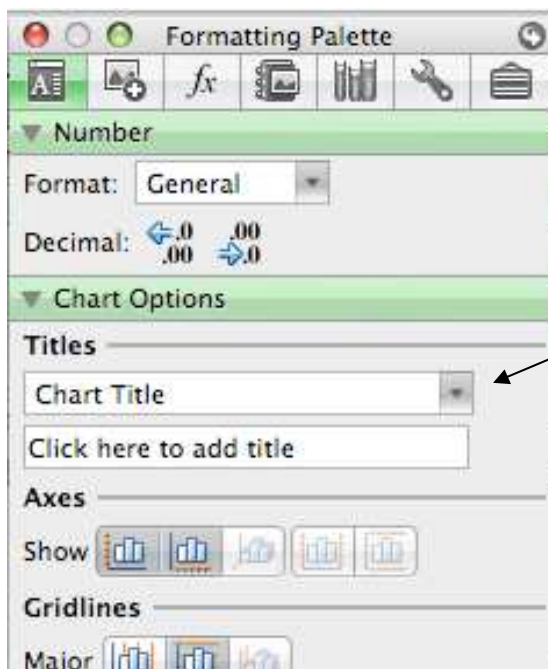 Formatting Palette
A fx
Number
Format: General
Decimal: .0 .00 .00 .0
Chart Options
Titles
Chart Title
Click here to add title
Axes
Show
Gridlines
Major